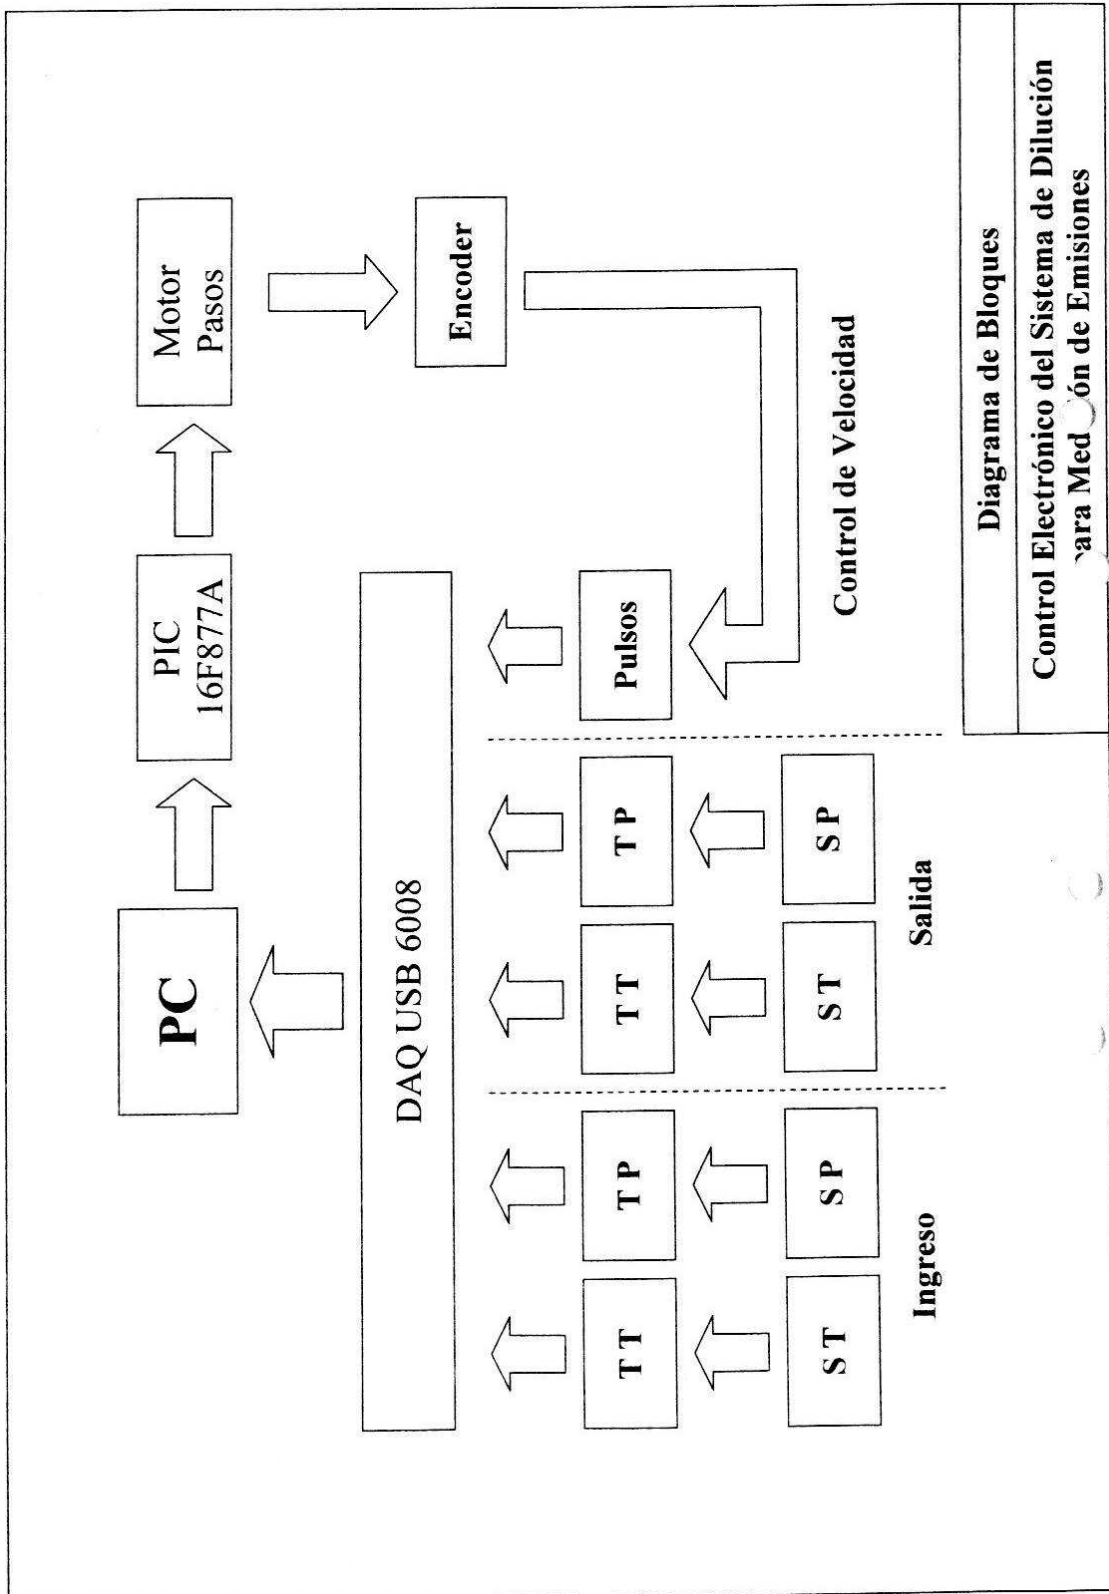 PC
PIC
16F877A
Motor
Pasos
DAQ USB 6008
Encoder
T T
T P
T T
T P
Pulsos
S T
S P
S T
S P
Ingreso
Salida
Control de Velocidad
Diagrama de Bloques
Control Electrónico del Sistema de Dilución
de Emisiones